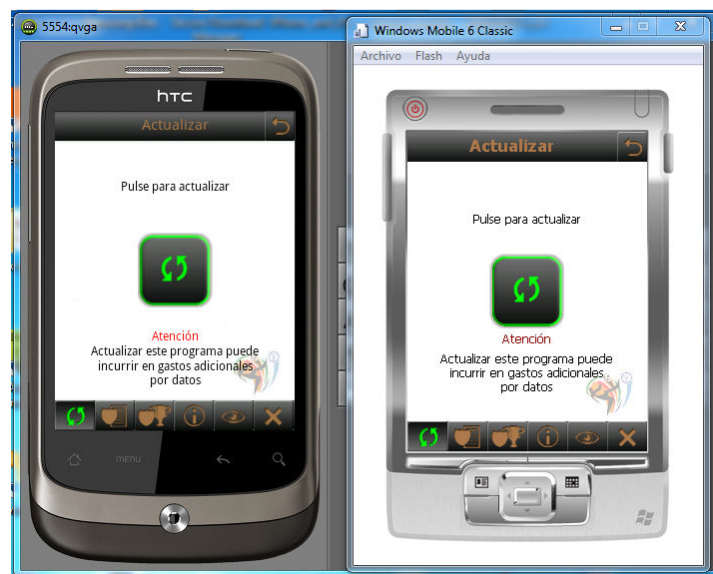 5554:qvga
hTC
Actualizar
Pulse para actualizar
Atención
Actualizar este programa puede
incurrir en gastos adicionales
por datos
MENU
Windows Mobile 6 Classic
Archivo Flash Ayuda
Actualizar
Pulse para actualizar
Atención
Actualizar este programa puede
incurrir en gastos adicionales
por datos